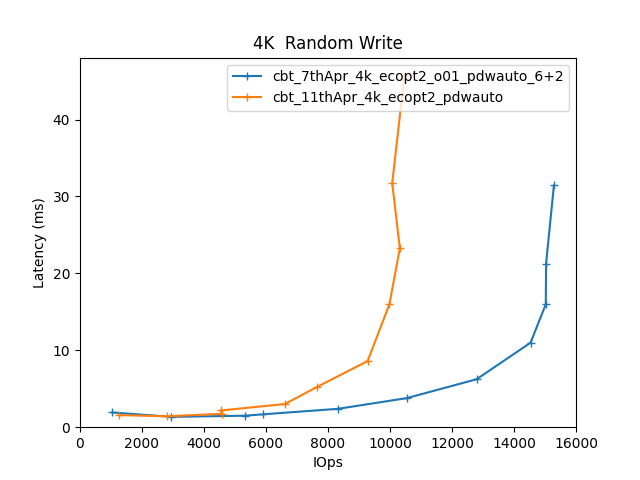 4K  Random Write
cbt_7thApr_4k_ecopt2_o01_pdwauto_6+2
cbt_11thApr_4k_ecopt2_pdwauto
Latency (ms)
40
30
20
10
0
0 2000 4000 6000 8000 10000 12000 14000 16000
IOps